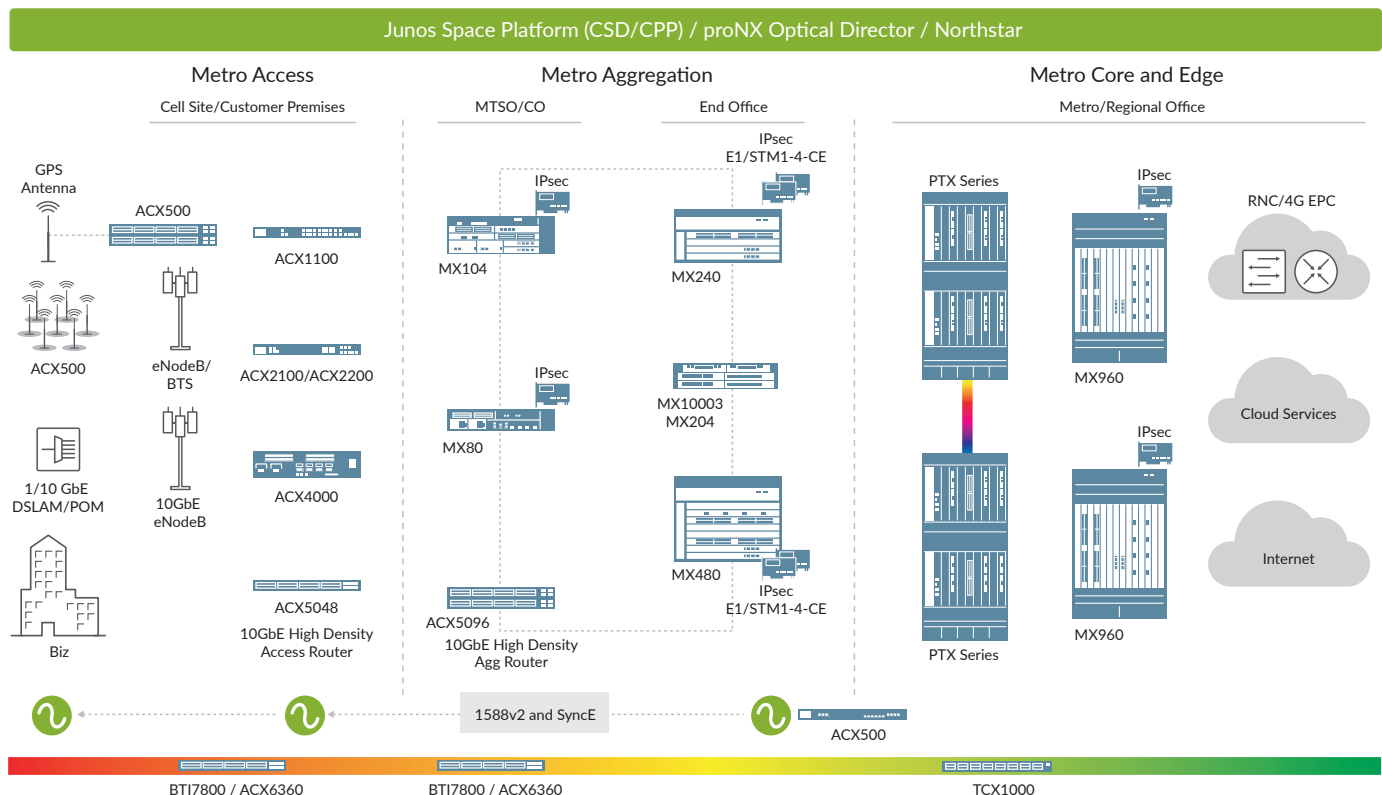 Junos Space Platform (CSD/CPP) / proNX Optical Director / Northstar
Metro Access
Cell Site/Customer Premises
GPS
Antenna
ACX500
ACX1100
ACX500
eNodeB/
BTS
ACX2100/ACX2200
1/10 GbE
DSLAM/POM
10GbE
eNodeB
ACX4000
Biz
ACX5048
10GbE High Density
Access Router
Metro Aggregation
MTSO/CO
End Office
IPsec
MX104
IPsec
E1/STM1-4-CE
MX240
IPsec
MX80
MX10003
MX204
ACX5096
10GbE High Density
Agg Router
MX480
IPsec
E1/STM1-4-CE
Metro Core and Edge
Metro/Regional Office
PTX Series
IPsec
MX960
RNC/4G EPC
Cloud Services
IPsec
MX960
PTX Series
Internet
1588v2 and SyncE
ACX500
BTI7800 / ACX6360
BTI7800 / ACX6360
TCX1000